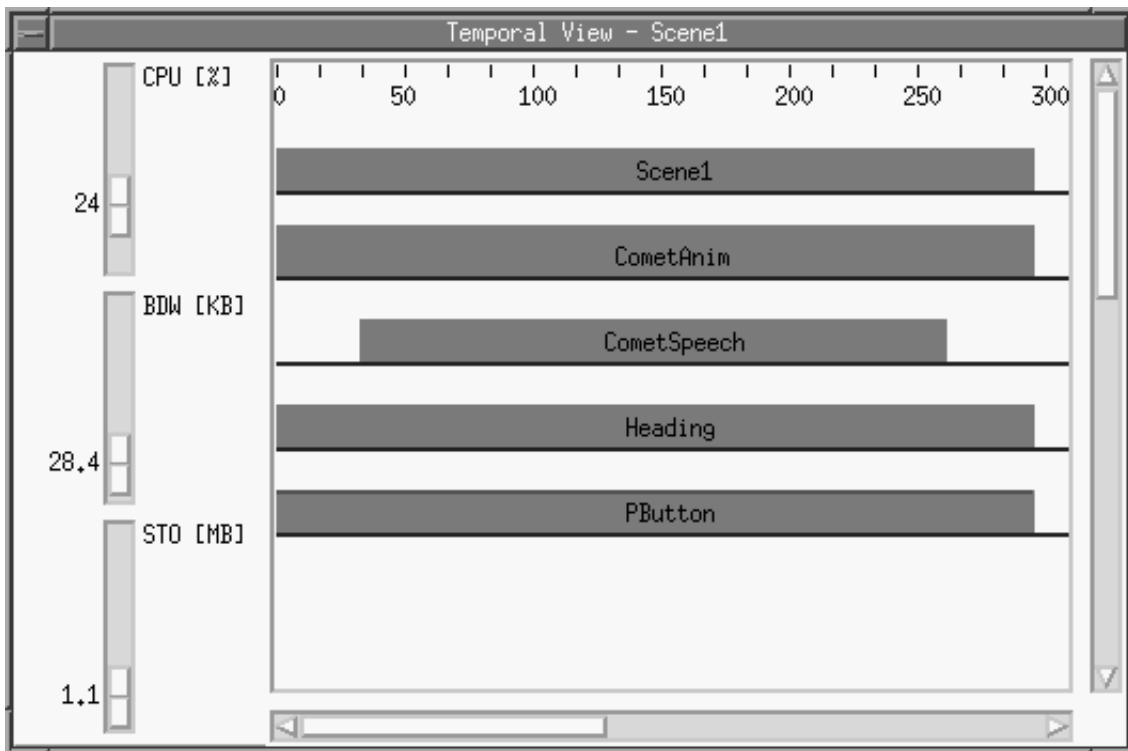 Temporal View - Scene1
CPU [%]
0 50 100 150 200 250 300
Scene1
24
CometAnim
BDW [KB]
CometSpeech
Heading
28.4
PButton
STO [MB]
1.1